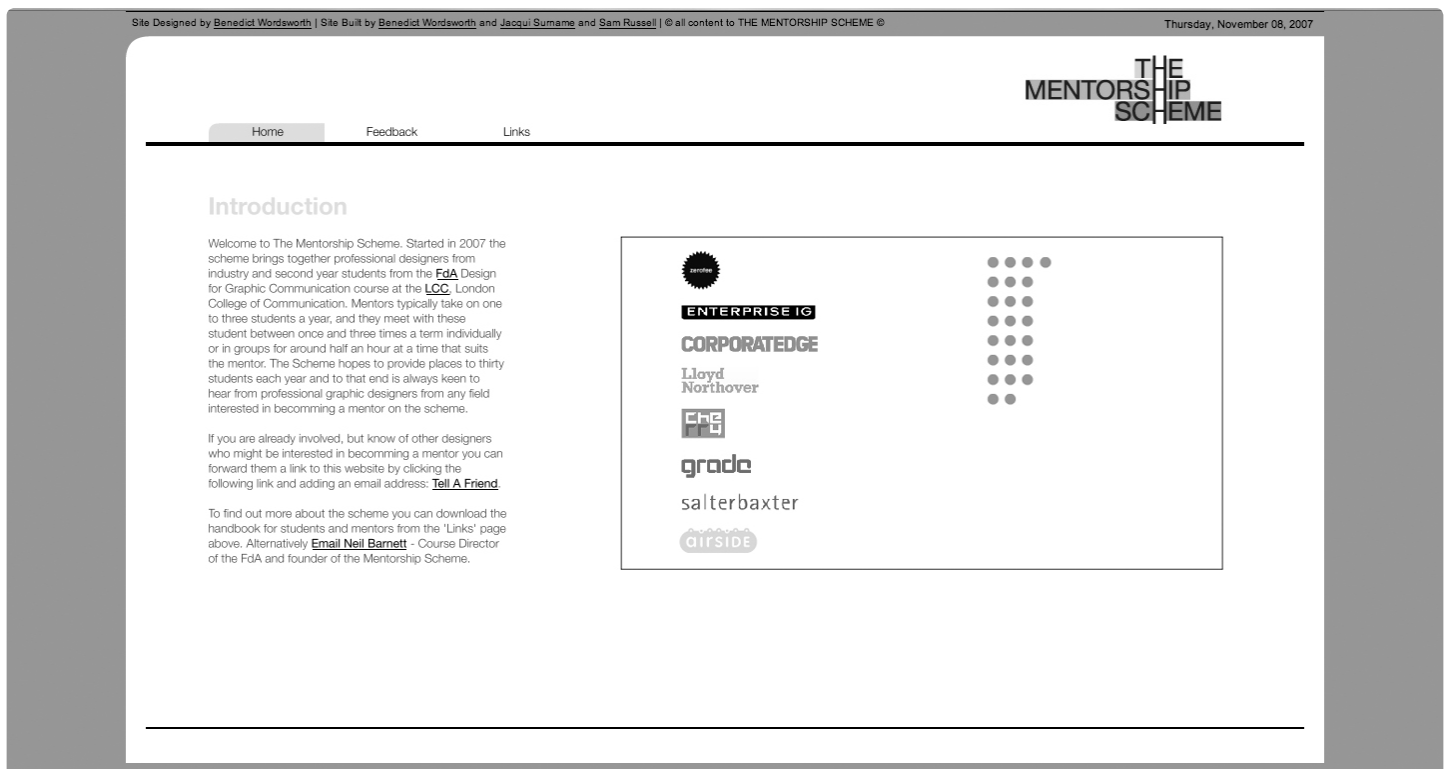 Site Designed by Benedict Wordsworth | Site Built by Benedict Wordsworth and Jacqui Surname and Sam Russell | © all content to THE MENTORSHIP SCHEME ©
Thursday, November 08, 2007
THE
MENTORSHIP
SCHEME
Home
Feedback
Links
Introduction
Welcome to The Mentorship Scheme. Started in 2007 the
scheme brings together professional designers from
industry and second year students from the FdA Design
for Graphic Communication course at the LCC, London
College of Communication. Mentors typically take on one
to three students a year, and they meet with these
student between once and three times a term individually
or in groups for around half an hour at a time that suits
the mentor. The Scheme hopes to provide places to thirty
students each year and to that end is always keen to
hear from professional graphic designers from any field
interested in becomming a mentor on the scheme.
If you are already involved, but know of other designers
who might be interested in becomming a mentor you can
forward them a link to this website by clicking the
following link and adding an email address: Tell A Friend.
To find out more about the scheme you can download the
handbook for students and mentors from the 'Links' page
above. Alternatively Email Neil Barnett - Course Director
of the FdA and founder of the Mentorship Scheme.
zerofee
ENTERPRISE IG
CORPORATEDGE
Lloyd
Northover
che
rry
grade
salterbaxter
airSIDE